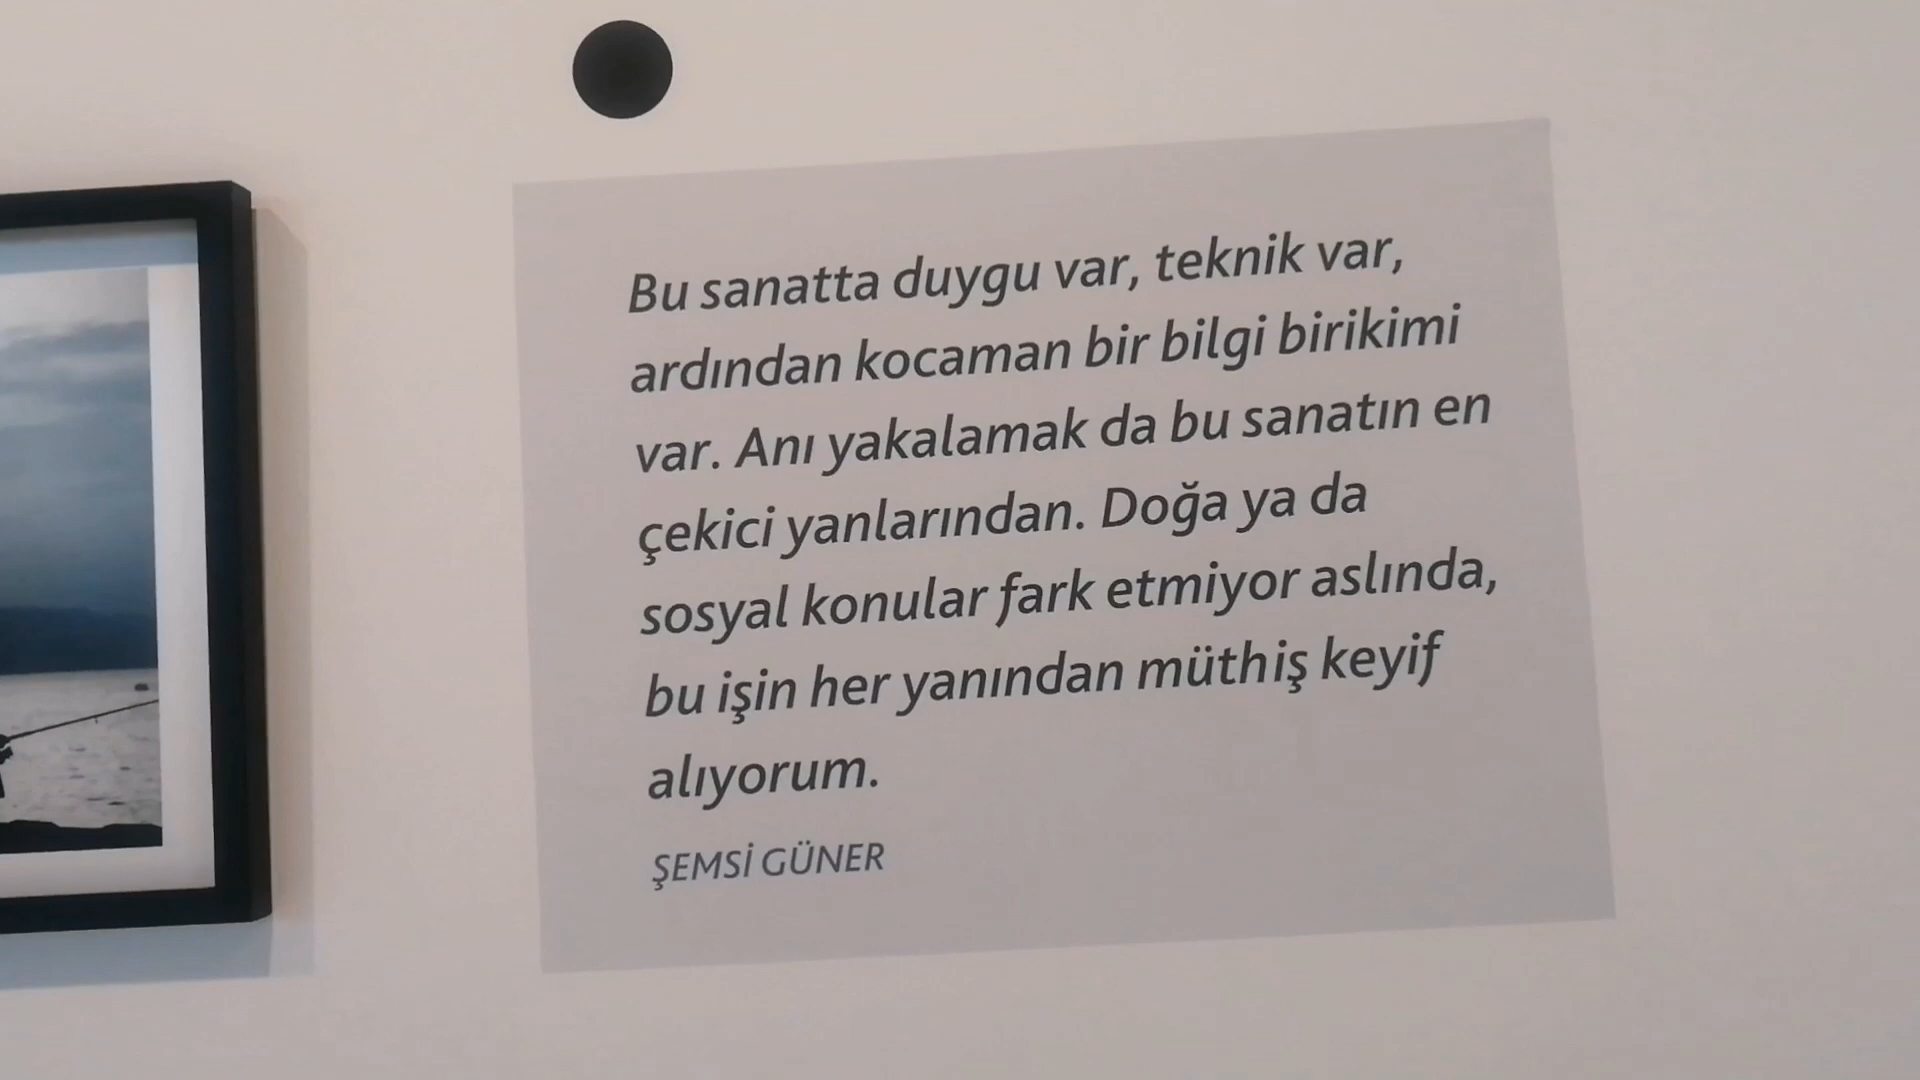 Bu sanatta duygu var, teknik var,
ardından kocaman bir bilgi birikimi
var. Anı yakalamak da bu sanatın en
çekici yanlarından. Doğa ya da
sosyal konular fark etmiyor aslında,
bu işin her yanından müthiş keyif
alıyorum.
ŞEMSİ GÜNER